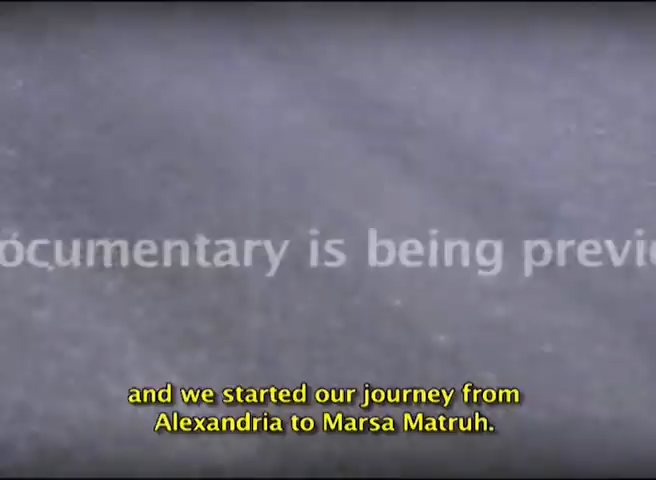 ocumentary is being previ
and we started our journey from
Alexandria to Marsa Matruh.